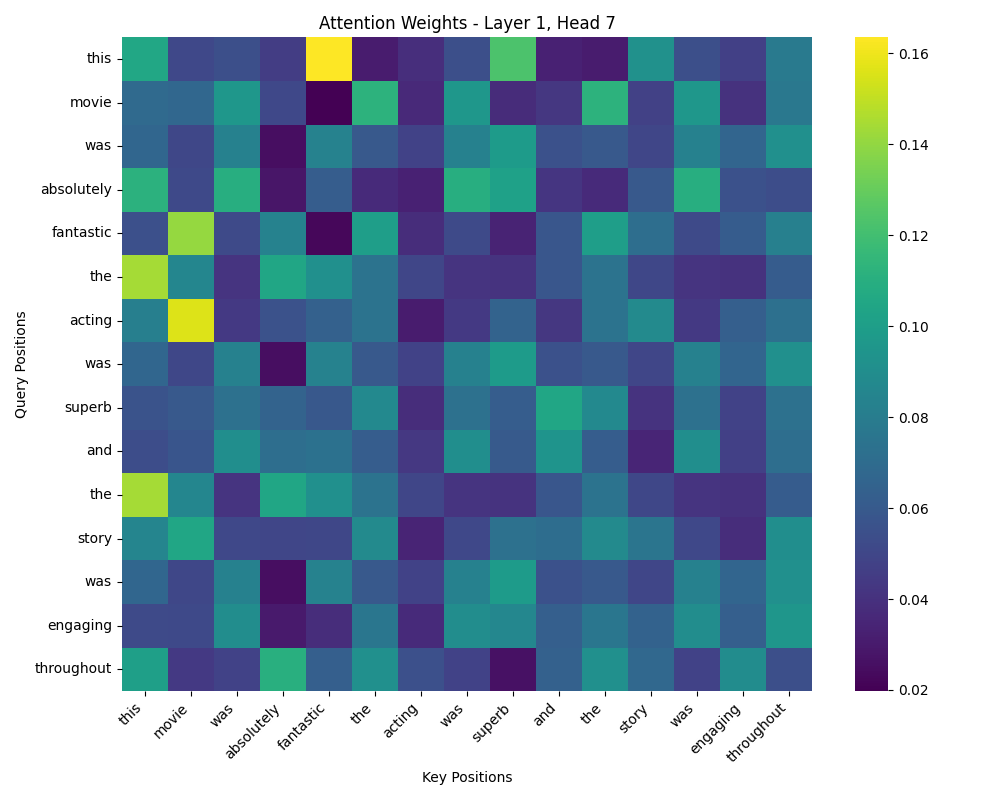 Attention Weights - Layer 1, Head 7
Query Positions
this
movie
was
absolutely
fantastic
the
acting
was
superb
and
the
story
was
engaging
throughout
this
movie
was
absolutely
fantastic
the
acting
was
superb
and
the
story
was
engaging
throughout
Key Positions
0.16
0.14
0.12
0.10
0.08
0.06
0.04
0.02